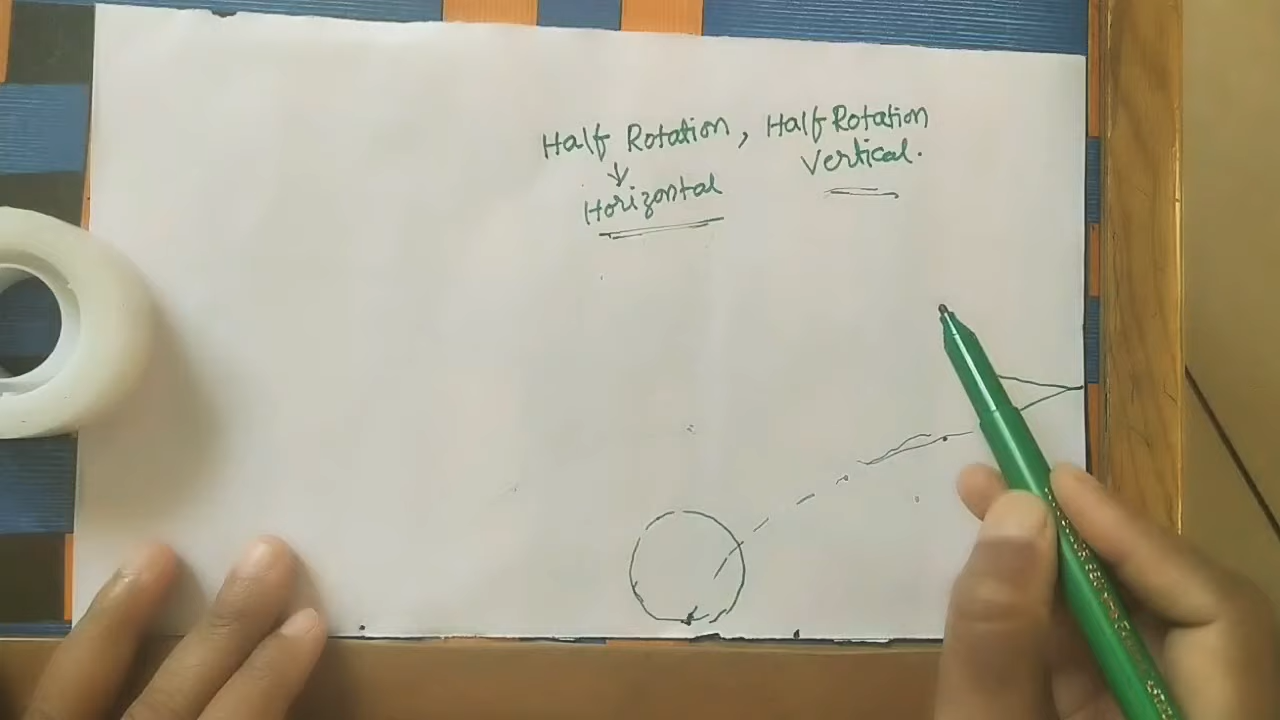 Half Rotation, Half Rotation
↓
Horizontal
Vertical.